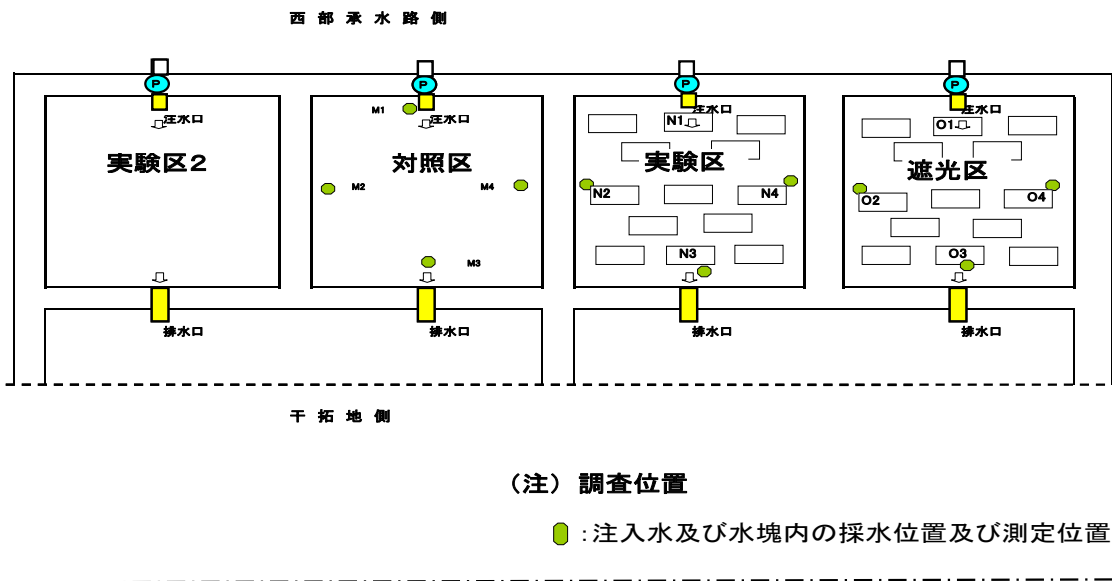 西部承水路側
P P P P
注水口 M1 注水口 N1 注水口 O1 注水口
実験区2 対照区 実験区 遮光区
M2 M4 N2 N4 O2 O4
M3 N3 O3
排水口 排水口 排水口 排水口
干拓地側
（注）調査位置
:注入水及び水塊内の採水位置及び測定位置